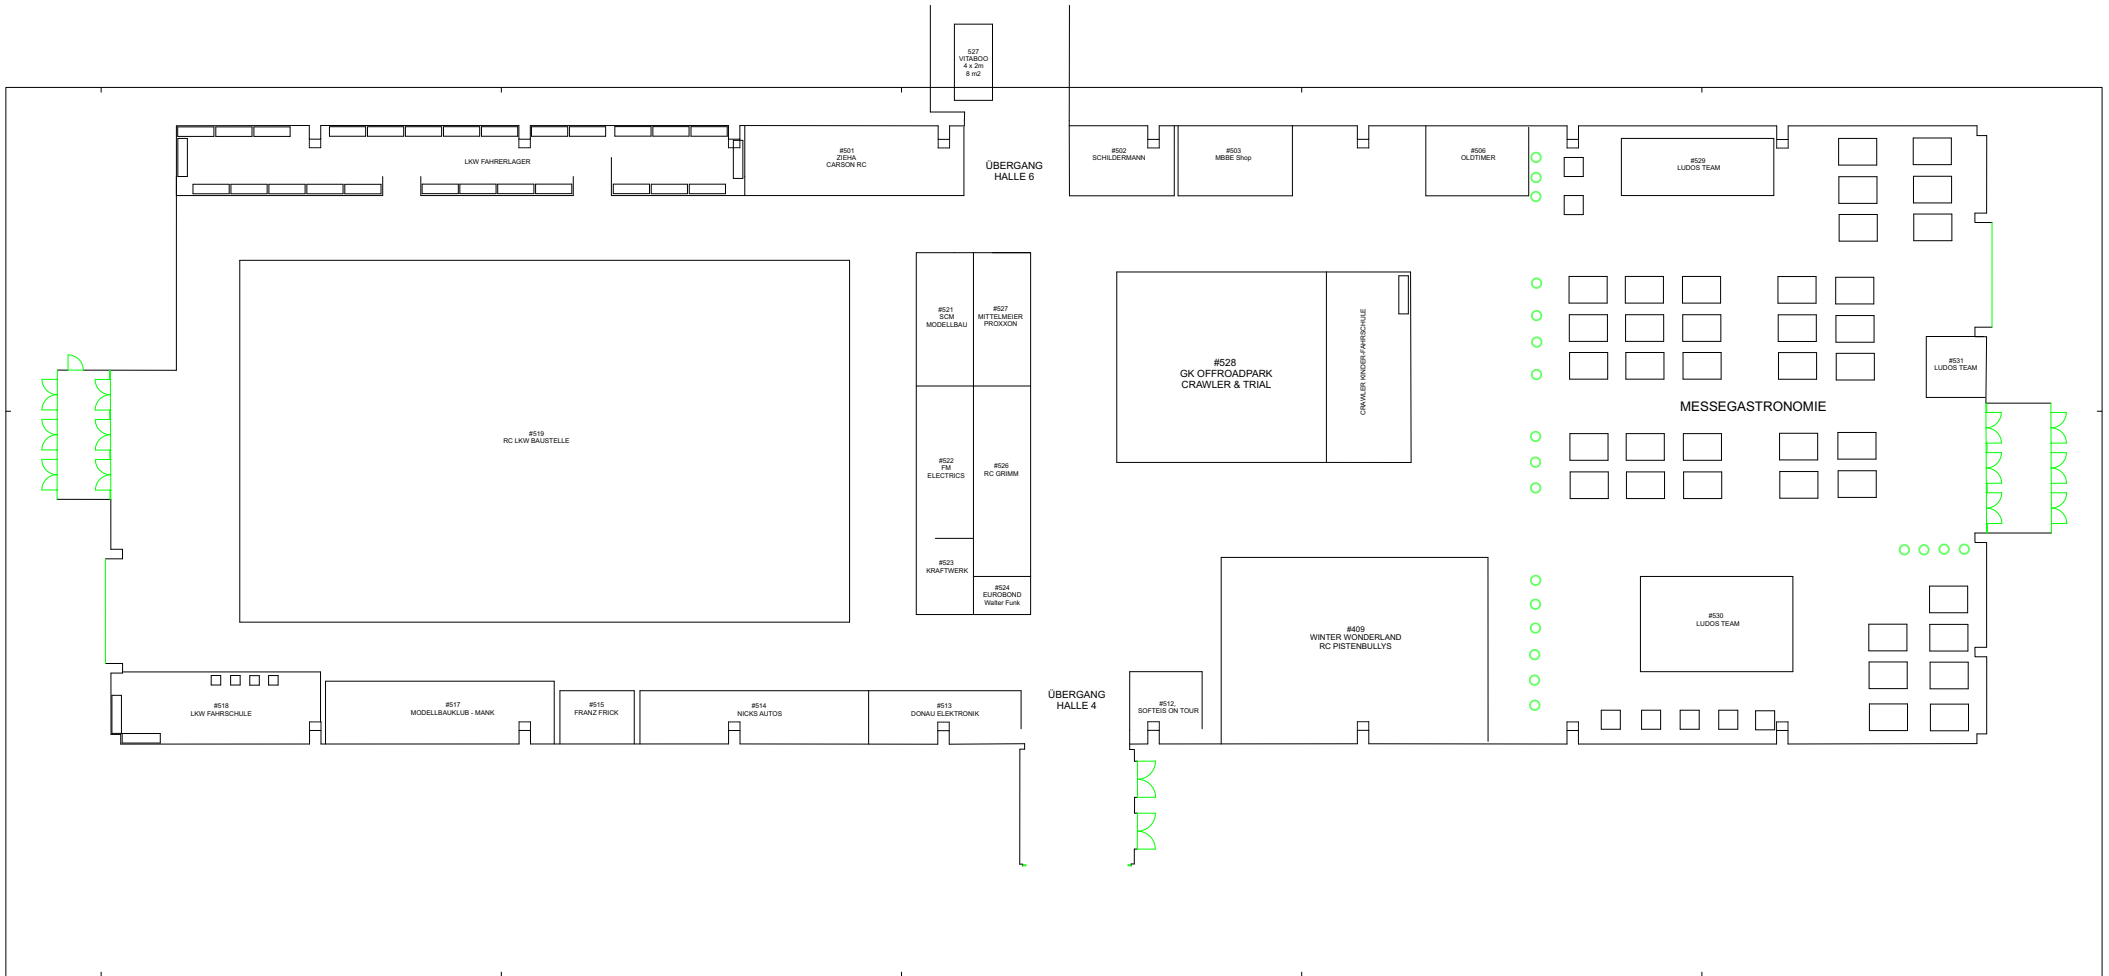 527
VITABOO
4 x 2m
8 m2
LKW FAHRERLAGER
#501
ZIEHA
CARSON RC
ÜBERGANG
HALLE 6
#502
SCHILDERMANN
#503
MBBE Shop
#506
OLDTIMER
#529
LUDOS TEAM
#521
SCM
MODELLBAU
#527
MITTELMEIER
PROXXON
#528
GK OFFROADPARK
CRAWLER & TRIAL
CRAWLER KINDER-FAHRSCHULE
#531
LUDOS TEAM
MESSEGASTRONOMIE
#519
RC LKW BAUSTELLE
#522
FM
ELECTRICS
#526
RC GRIMM
#523
KRAFTWERK
#524
EUROBOND
Walter Funk
#409
WINTER WONDERLAND
RC PISTENBULLYS
#530
LUDOS TEAM
#518
LKW FAHRSCHULE
#517
MODELLBAUKLUB - MANK
#515
FRANZ FRICK
#514
NICKS AUTOS
#513
DONAU ELEKTRONIK
ÜBERGANG
HALLE 4
#512,
SOFTEIS ON TOUR